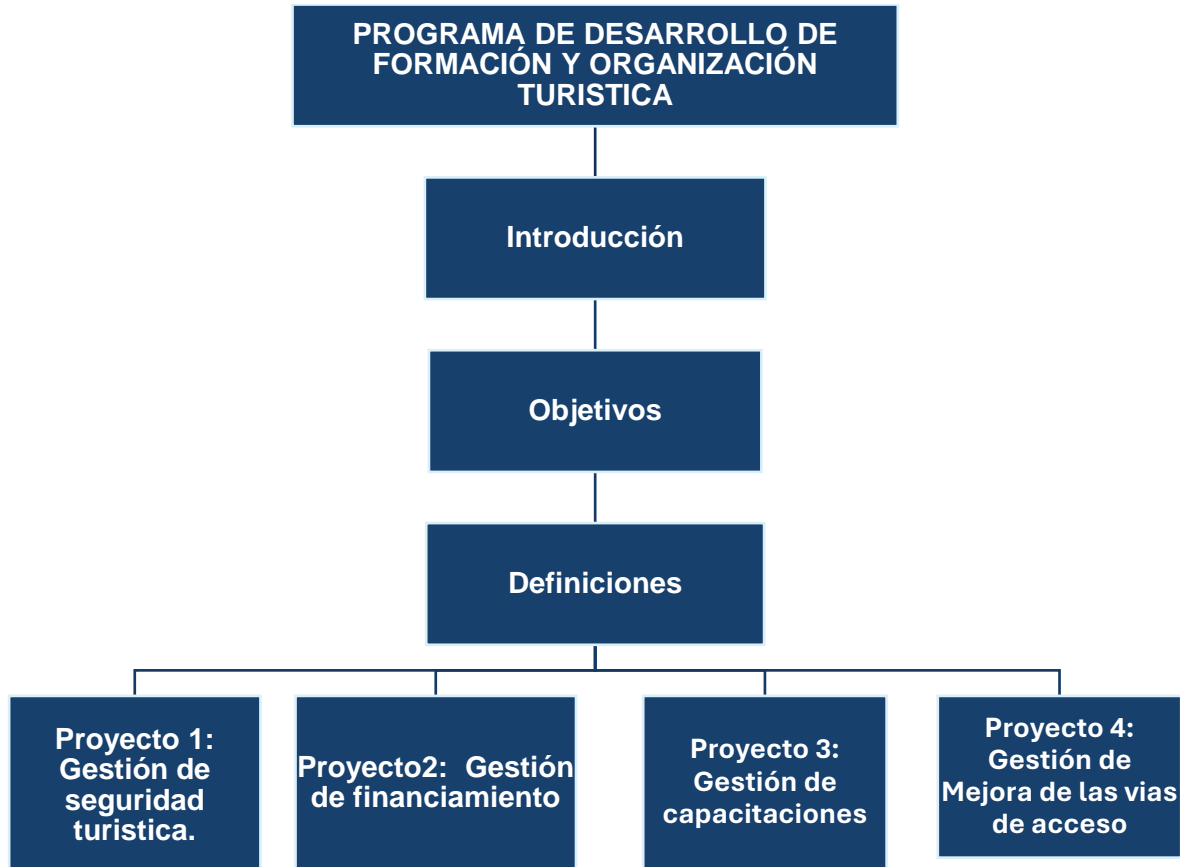 PROGRAMA DE DESARROLLO DE
FORMACIÓN Y ORGANIZACIÓN
TURISTICA
Introducción
Objetivos
Definiciones
Proyecto 1:
Gestión de
seguridad
turistica.
Proyecto2: Gestión
de financiamiento
Proyecto 3:
Gestión de
capacitaciones
Proyecto 4:
Gestión de
Mejora de las vias
de acceso